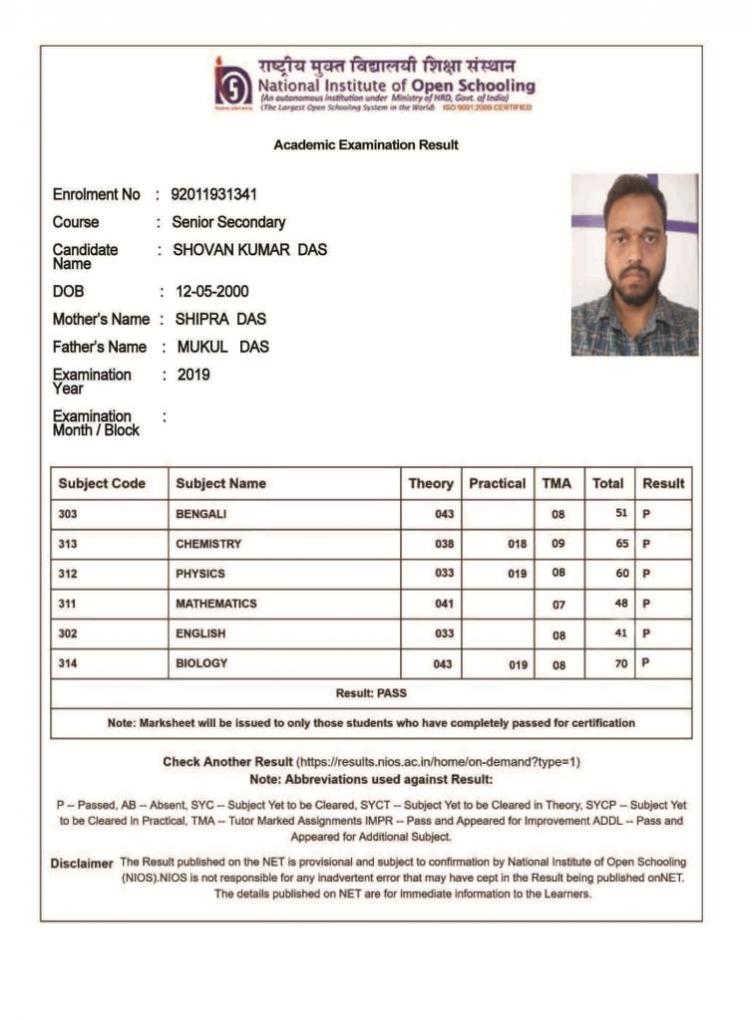 राष्ट्रीय मुक्त विद्यालयी शिक्षा संस्थान
National Institute of Open Schooling
(An autonomous institution under Ministry of HRD, Govt. of India)
(The Largest Open Schooling System in the World) ISO 9001:2008 CERTIFIED
Academic Examination Result
Enrolment No : 92011931341
Course : Senior Secondary
Candidate Name : SHOVAN KUMAR DAS
DOB : 12-05-2000
Mother's Name : SHIPRA DAS
Father's Name : MUKUL DAS
Examination Year : 2019
Examination Month / Block :
Subject Code Subject Name Theory Practical TMA Total Result
303 BENGALI 043 08 51 P
313 CHEMISTRY 038 018 09 65 P
312 PHYSICS 033 019 08 60 P
311 MATHEMATICS 041 07 48 P
302 ENGLISH 033 08 41 P
314 BIOLOGY 043 019 08 70 P
Result: PASS
Note: Marksheet will be issued to only those students who have completely passed for certification
Check Another Result (https://results.nios.ac.in/home/on-demand?type=1)
Note: Abbreviations used against Result:
P -- Passed, AB -- Absent, SYC -- Subject Yet to be Cleared, SYCT -- Subject Yet to be Cleared in Theory, SYCP -- Subject Yet
to be Cleared in Practical, TMA -- Tutor Marked Assignments IMPR -- Pass and Appeared for Improvement ADDL -- Pass and
Appeared for Additional Subject.
Disclaimer The Result published on the NET is provisional and subject to confirmation by National Institute of Open Schooling
(NIOS).NIOS is not responsible for any inadvertent error that may have cept in the Result being published onNET.
The details published on NET are for immediate information to the Learners.